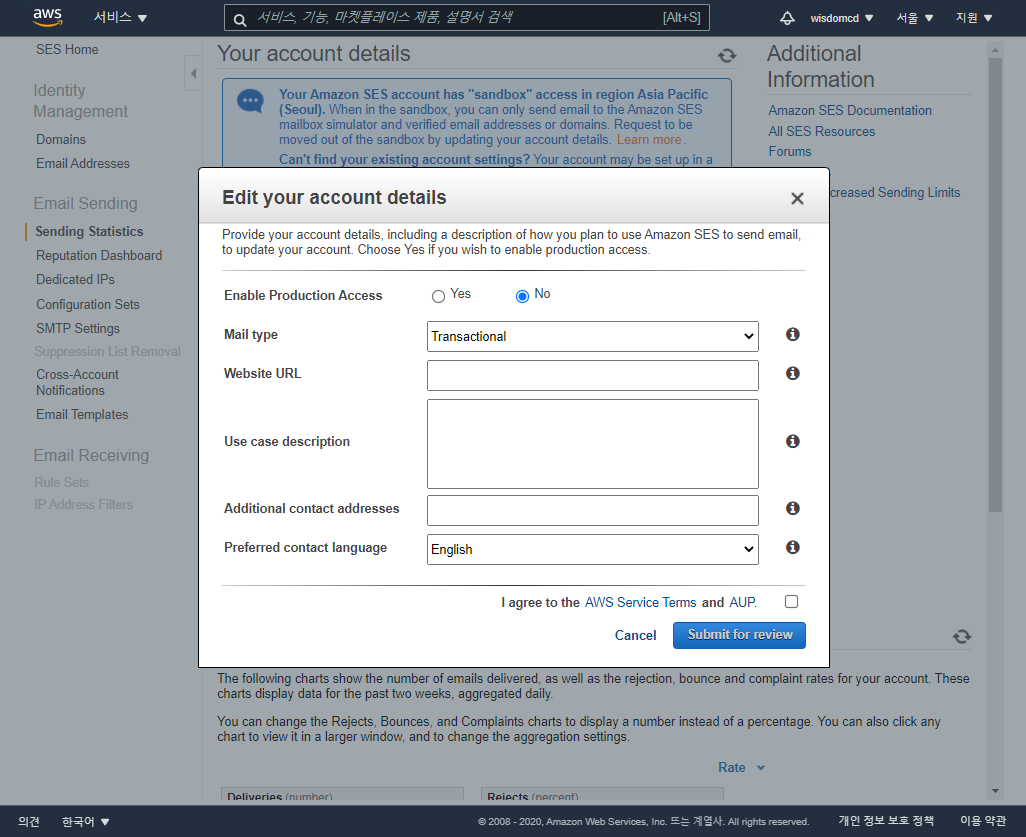 aws
서비스
서비스, 기능, 마켓플레이스 제품, 설명서 검색
[Alt+S]
wisdomcd
서울
지원
SES Home
Identity
Management
Domains
Email Addresses
Email Sending
Sending Statistics
Reputation Dashboard
Dedicated IPs
Configuration Sets
SMTP Settings
Suppression List Removal
Cross-Account
Notifications
Email Templates
Email Receiving
Rule Sets
IP Address Filters
Your account details
Your Amazon SES account has "sandbox" access in region Asia Pacific
(Seoul). When in the sandbox, you can only send email to the Amazon SES
mailbox simulator and verified email addresses or domains. Request to be
moved out of the sandbox by updating your account details. Learn more.
Can't find your existing account settings? Your account may be set up in a
Additional
Information
Amazon SES Documentation
All SES Resources
Forums
creased Sending Limits
Edit your account details
Provide your account details, including a description of how you plan to use Amazon SES to send email,
to update your account. Choose Yes if you wish to enable production access.
Enable Production Access Yes No
Mail type Transactional
Website URL
Use case description
Additional contact addresses
Preferred contact language English
I agree to the AWS Service Terms and AUP.
Cancel Submit for review
The following charts show the number of emails delivered, as well as the rejection, bounce and complaint rates for your account. These
charts display data for the past two weeks, aggregated daily.
You can change the Rejects, Bounces, and Complaints charts to display a number instead of a percentage. You can also click any
chart to view it in a larger window, and to change the aggregation settings.
Rate
Deliveries (number) Rejects (percent)
의견
한국어
© 2008 - 2020, Amazon Web Services, Inc. 또는 계열사. All rights reserved.
개인 정보 보호 정책
이용 약관